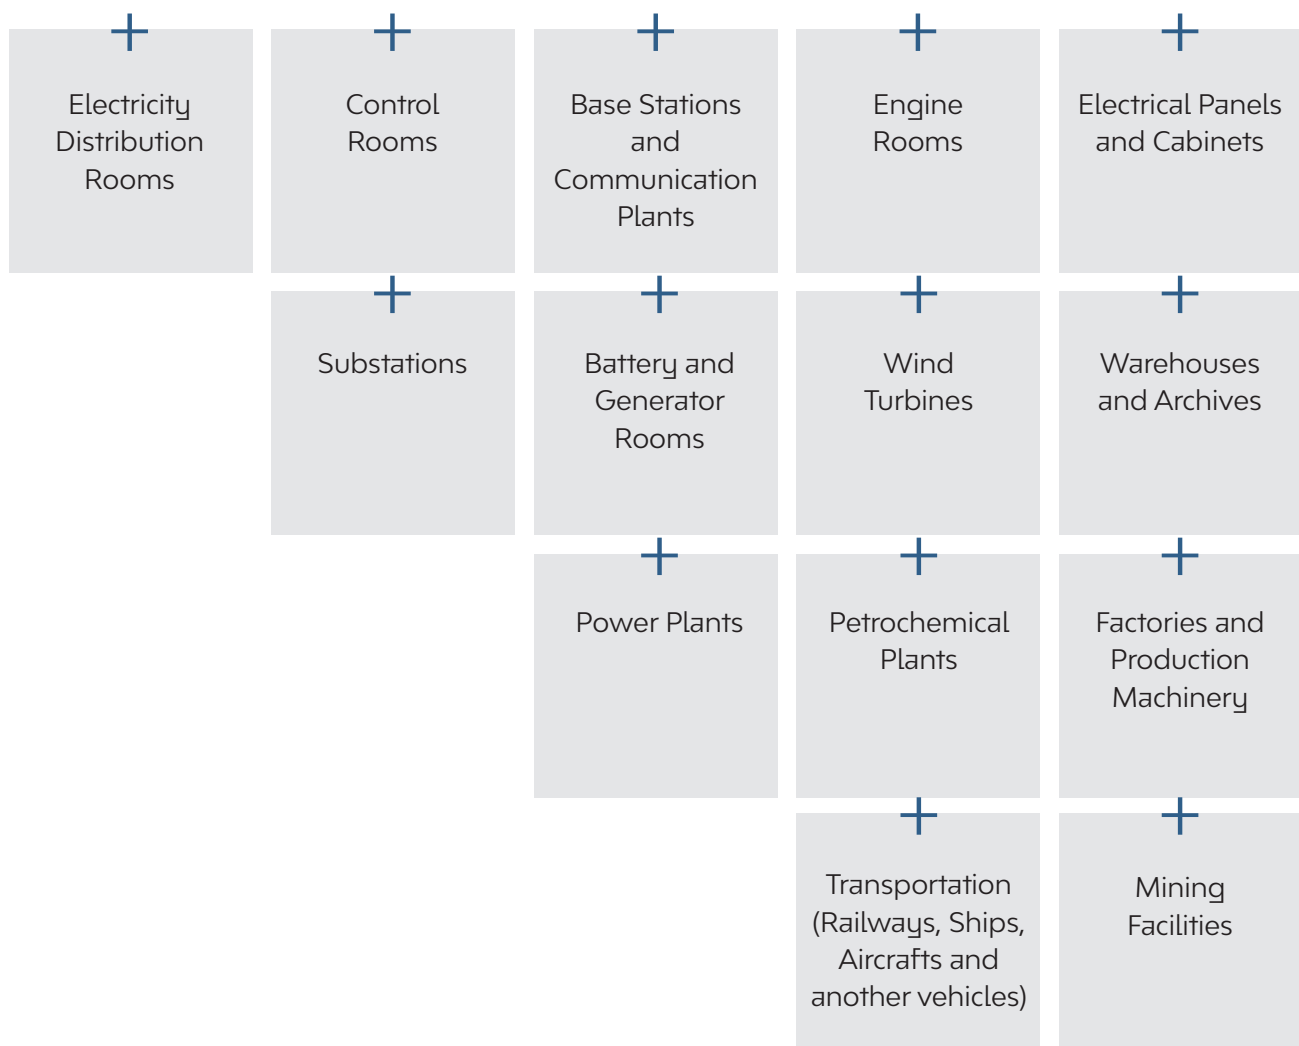 Electricity
Distribution
Rooms
Control
Rooms
Base Stations
and
Communication
Plants
Engine
Rooms
Electrical Panels
and Cabinets
Substations
Battery and
Generator
Rooms
Wind
Turbines
Warehouses
and Archives
Power Plants
Petrochemical
Plants
Factories and
Production
Machinery
Transportation
(Railways, Ships,
Aircrafts and
another vehicles)
Mining
Facilities